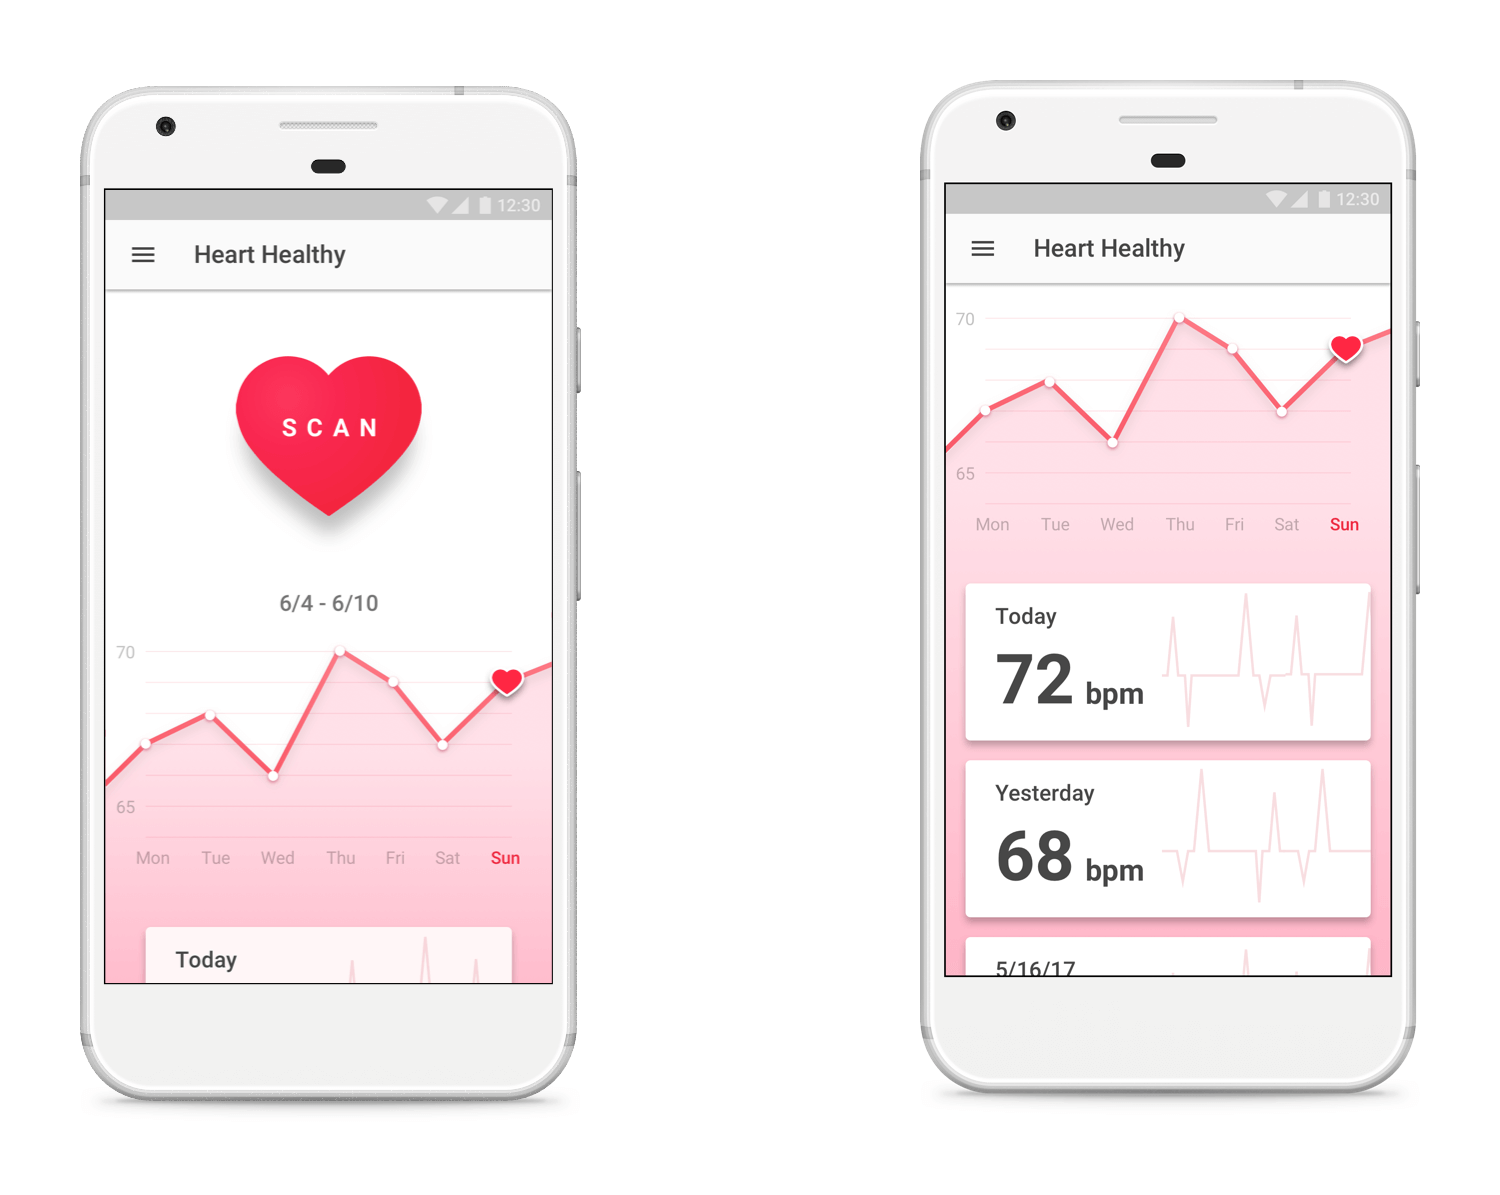 12:30
Heart Healthy
SCAN
6/4 - 6/10
70
65
Mon Tue Wed Thu Fri Sat Sun
Today
12:30
Heart Healthy
70
65
Mon Tue Wed Thu Fri Sat Sun
Today
72 bpm
Yesterday
68 bpm
5/16/17